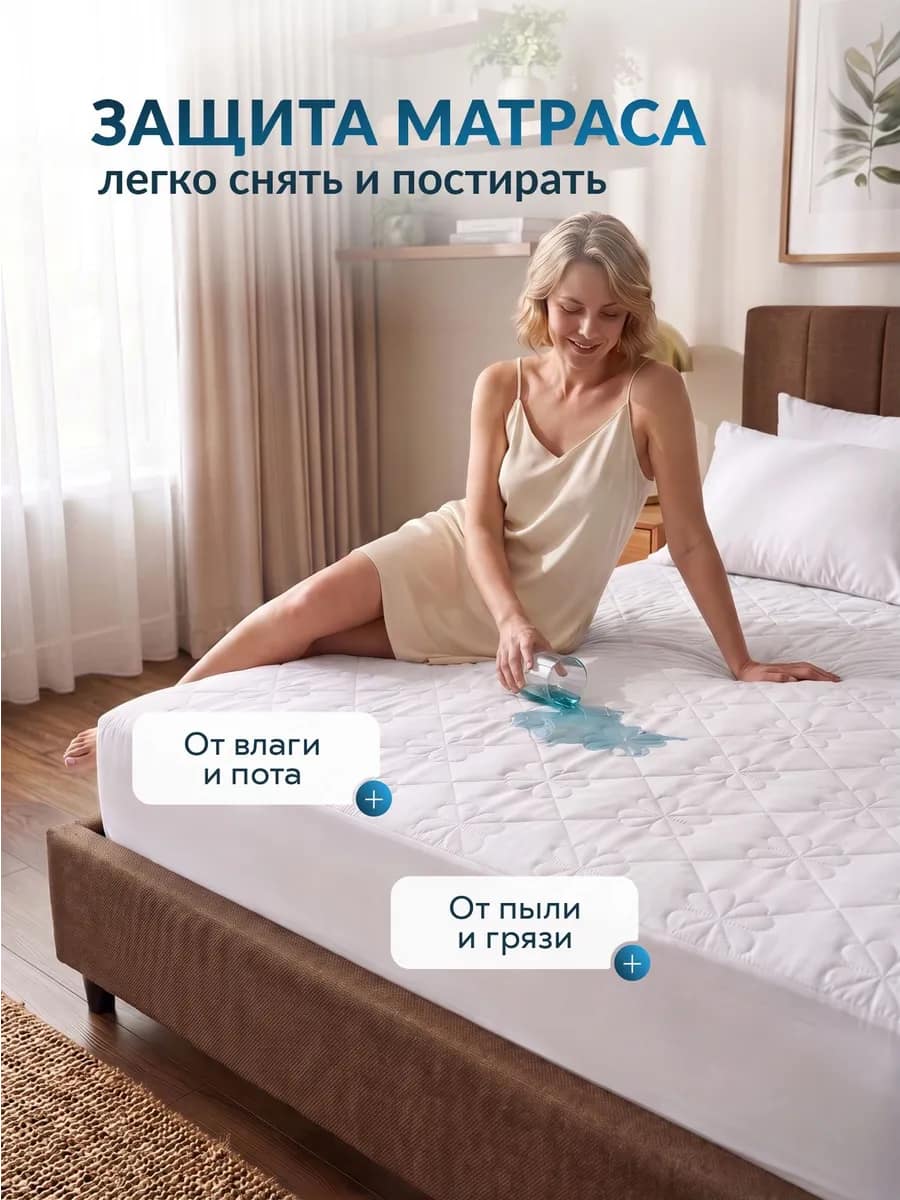 ЗАЩИТА МАТРАСА
легко снять и постирать
От влаги
и пота
От пыли
и грязи